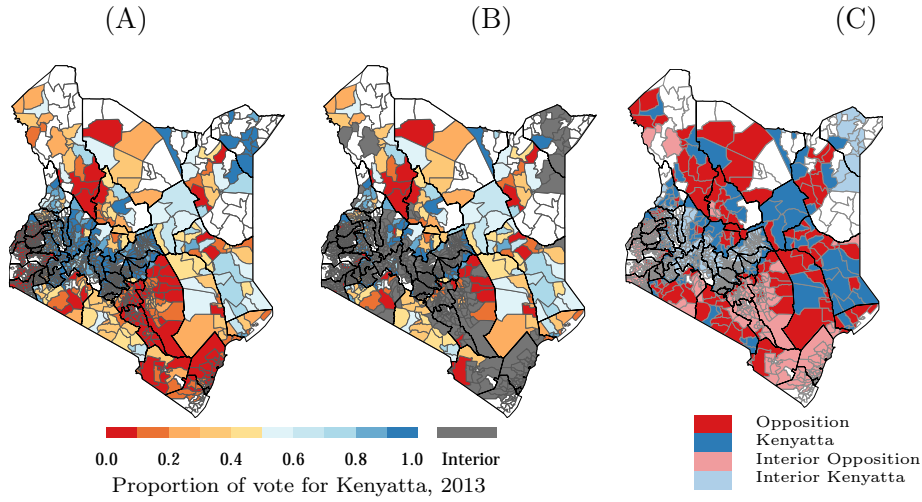 (A) (B) (C)
0.0 0.2 0.4 0.6 0.8 1.0 Interior
Proportion of vote for Kenyatta, 2013
Opposition
Kenyatta
Interior Opposition
Interior Kenyatta